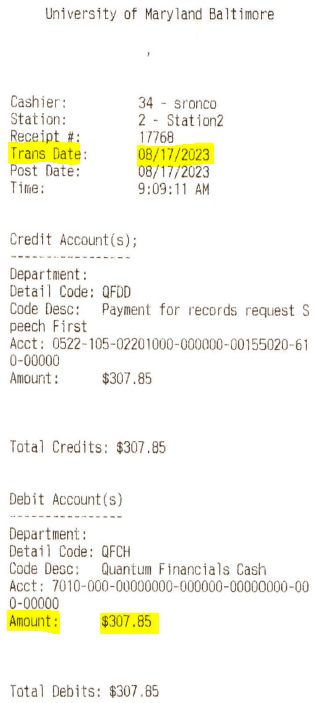 University of Maryland Baltimore
Cashier: 34 - sronco
Station: 2 - Station2
Receipt #: 17768
Trans Date: 08/17/2023
Post Date: 08/17/2023
Time: 9:09:11 AM
Credit Account(s);
-----------------
Department:
Detail Code: QFDD
Code Desc: Payment for records request S
peech First
Acct: 0522-105-02201000-000000-00155020-61
0-00000
Amount: $307.85
Total Credits: $307.85
Debit Account(s)
----------------
Department:
Detail Code: QFCH
Code Desc: Quantum Financials Cash
Acct: 7010-000-00000000-000000-00000000-00
0-00000
Amount: $307.85
Total Debits: $307.85